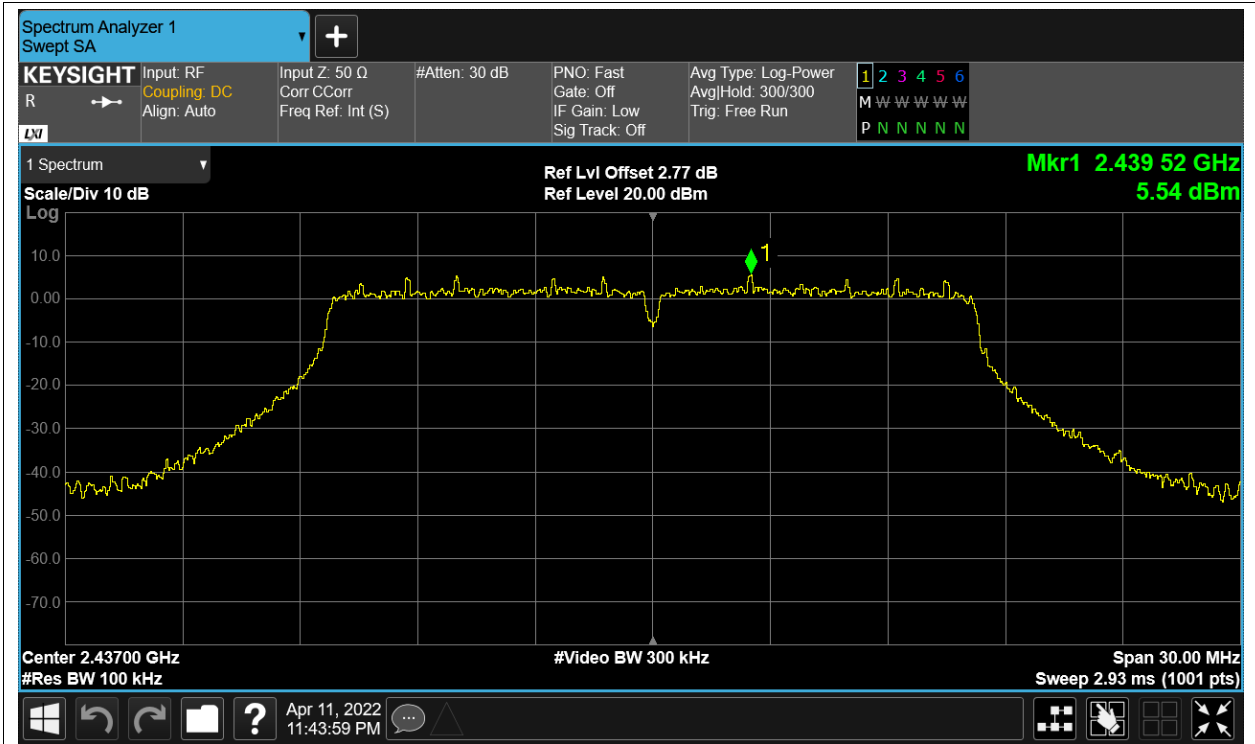 Spectrum Analyzer 1
Swept SA
+
KEYSIGHT
R
LXI
Input: RF
Coupling: DC
Align: Auto
Input Z: 50 Ω
Corr CCorr
Freq Ref: Int (S)
#Atten: 30 dB
PNO: Fast
Gate: Off
IF Gain: Low
Sig Track: Off
Avg Type: Log-Power
Avg|Hold: 300/300
Trig: Free Run
1 2 3 4 5 6
M W W W W W
P N N N N N
1 Spectrum
Scale/Div 10 dB
Log
Ref Lvl Offset 2.77 dB
Ref Level 20.00 dBm
Mkr1 2.439 52 GHz
5.54 dBm
1
10.0
0.00
-10.0
-20.0
-30.0
-40.0
-50.0
-60.0
-70.0
Center 2.43700 GHz
#Res BW 100 kHz
#Video BW 300 kHz
Span 30.00 MHz
Sweep 2.93 ms (1001 pts)
?
Apr 11, 2022
11:43:59 PM